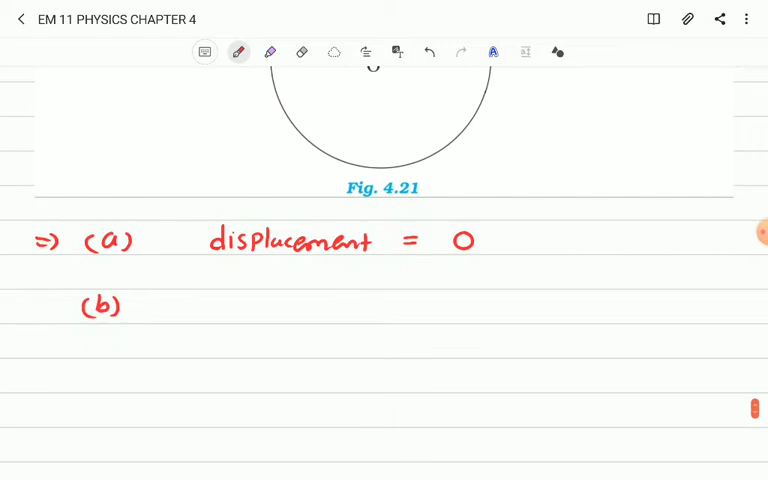 EM 11 PHYSICS CHAPTER 4
Fig. 4.21
=> (a) displacement = 0
(b)